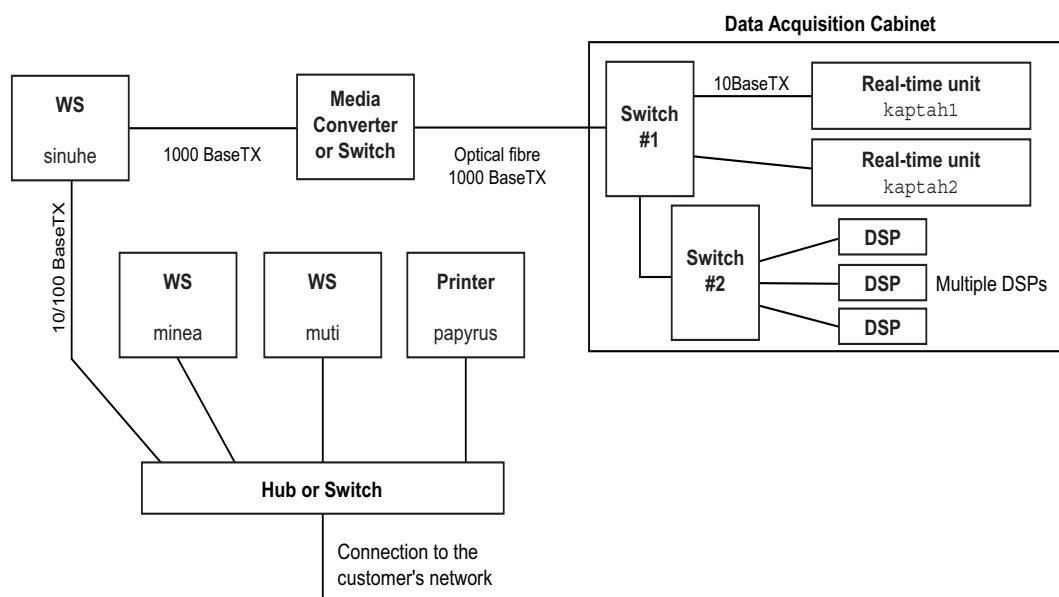 Data Acquisition Cabinet
WS
sinuhe
1000 BaseTX
Media
Converter
or Switch
Optical fibre
1000 BaseTX
Switch
#1
10BaseTX
Real-time unit
kaptah1
Real-time unit
kaptah2
Switch
#2
DSP
DSP
DSP
Multiple DSPs
10/100 BaseTX
WS
minea
WS
muti
Printer
papyrus
Hub or Switch
Connection to the
customer's network